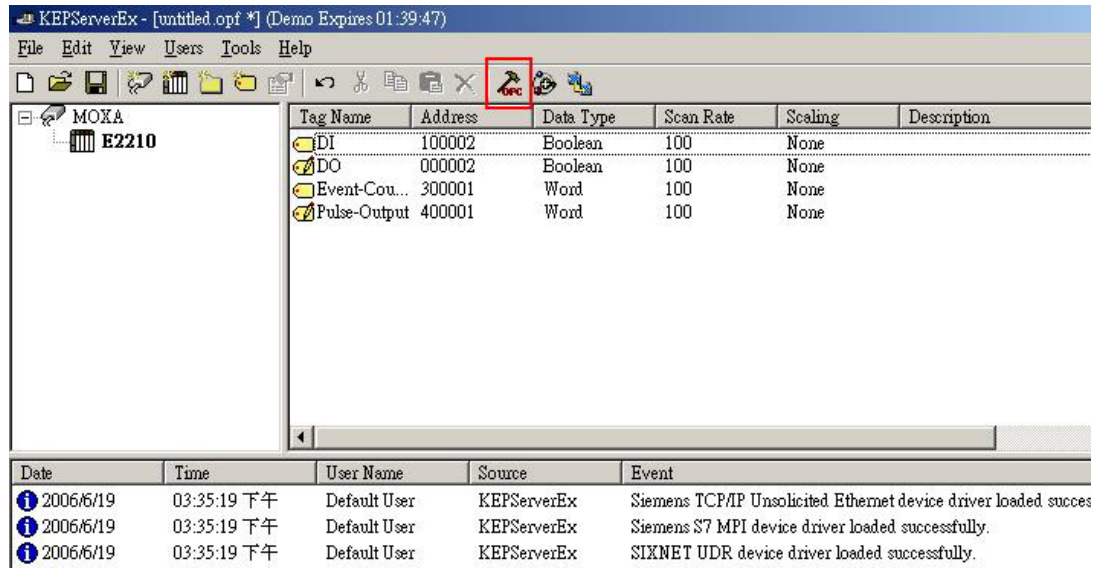 KEPServerEx - [untitled.opf *] (Demo Expires 01:39:47)
File Edit View Users Tools Help
OPC
MOXA
E2210
Tag Name Address Data Type Scan Rate Scaling Description
DI 100002 Boolean 100 None
DO 000002 Boolean 100 None
Event-Cou... 300001 Word 100 None
Pulse-Output 400001 Word 100 None
Date Time User Name Source Event
2006/6/19 03:35:19 下午 Default User KEPServerEx Siemens TCP/IP Unsolicited Ethernet device driver loaded succes
2006/6/19 03:35:19 下午 Default User KEPServerEx Siemens S7 MPI device driver loaded successfully.
2006/6/19 03:35:19 下午 Default User KEPServerEx SIXNET UDR device driver loaded successfully.